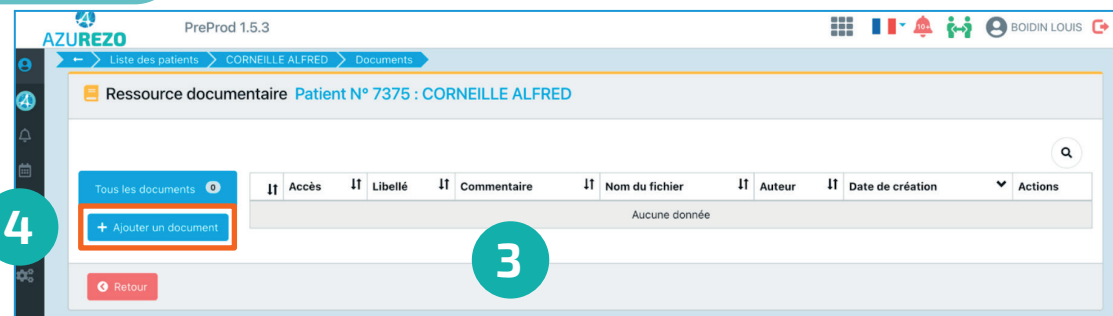 AZUREZO
PreProd 1.5.3
10+
BOIDIN LOUIS
Liste des patients
CORNEILLE ALFRED
Documents
Ressource documentaire Patient N° 7375 : CORNEILLE ALFRED
Tous les documents 0
Accès Libellé Commentaire Nom du fichier Auteur Date de création Actions
Aucune donnée
4
+ Ajouter un document
3
Retour